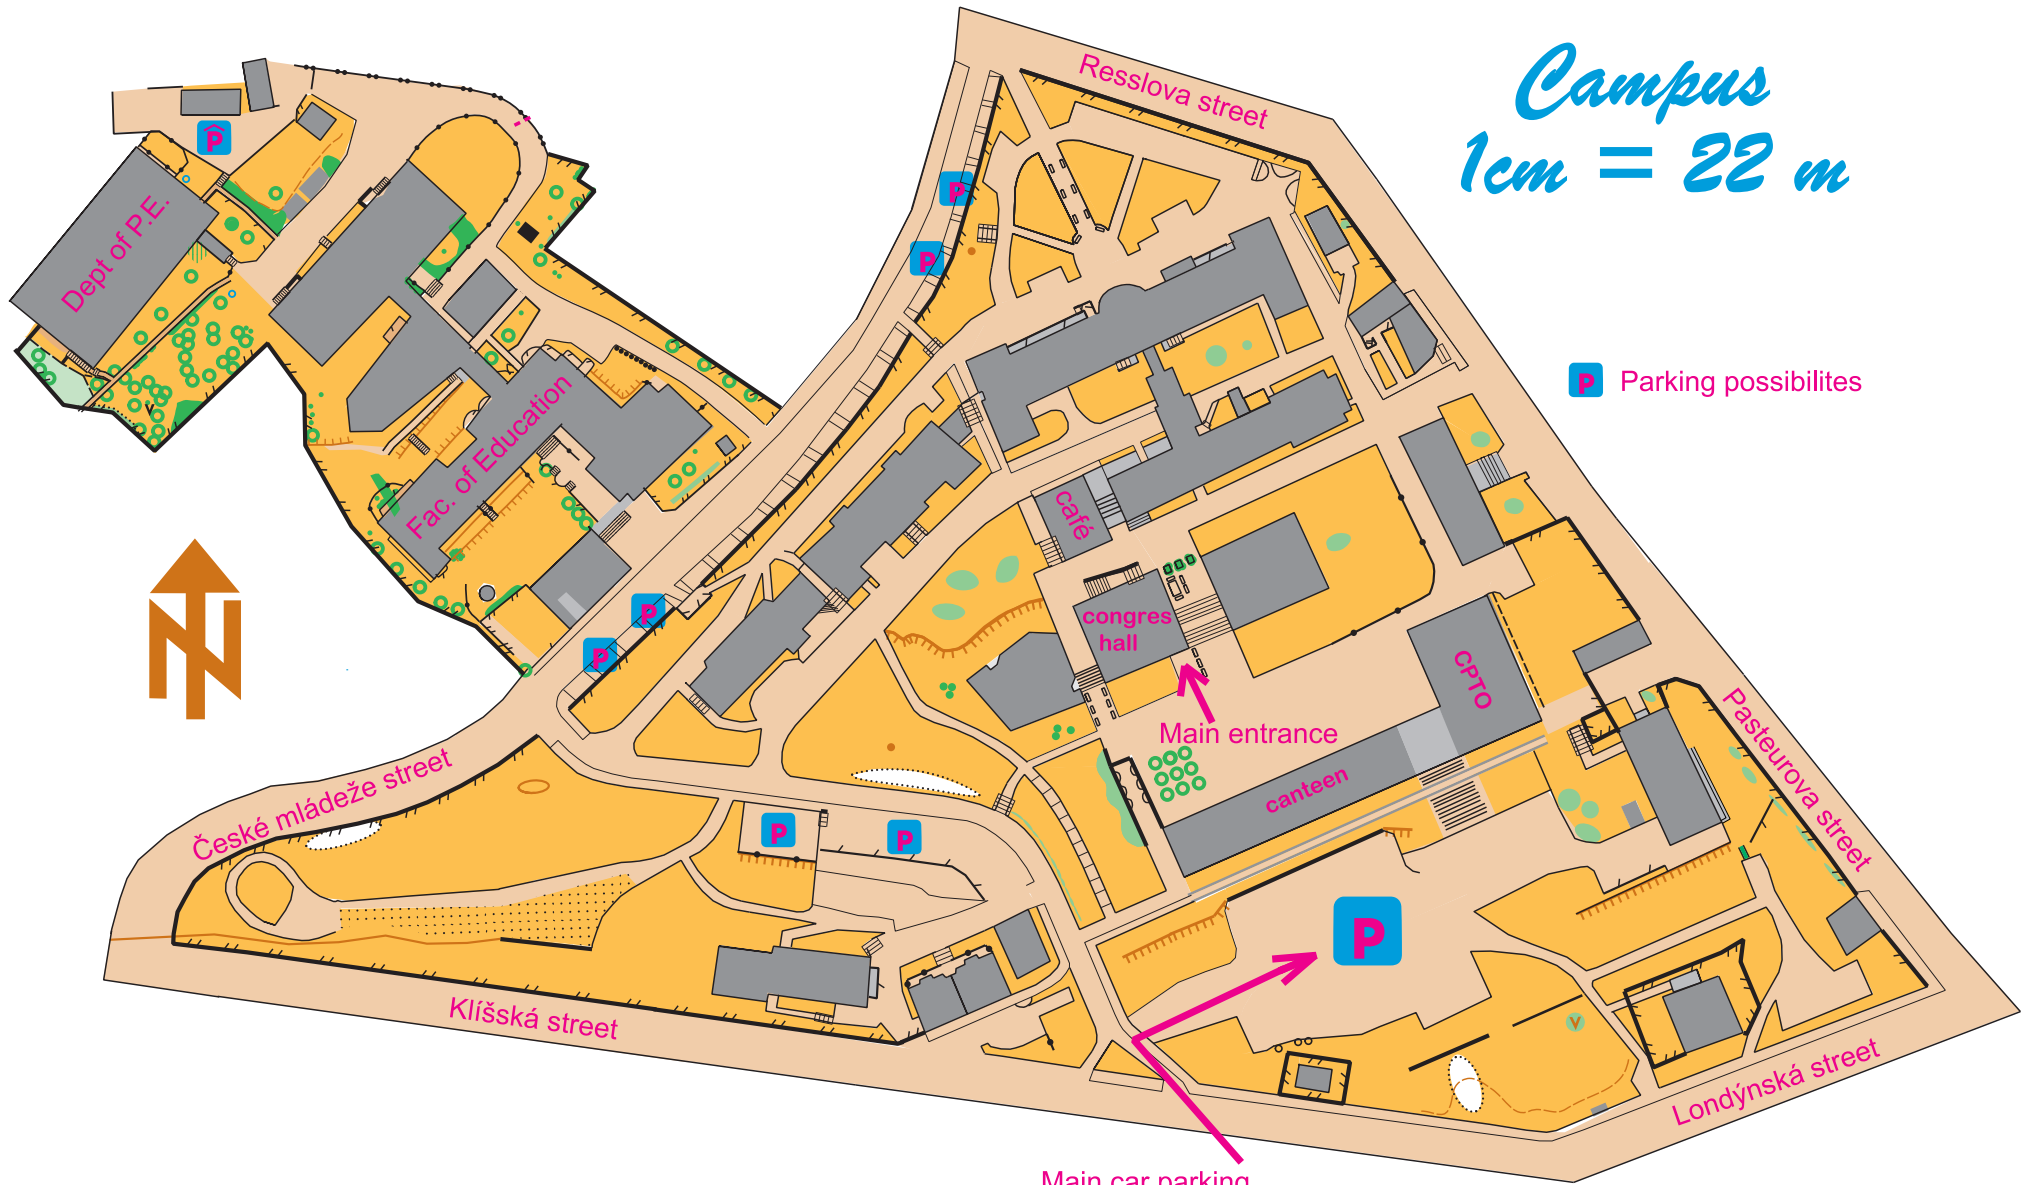 Campus
1cm = 22 m
Resslova street
P
Dept of P.E.
P
P
P
Parking possibilites
Fac. of Education
café
congres
hall
P
P
CPTO
Main entrance
Pasteurova street
České mládeže street
canteen
P
P
P
Klíšská street
Londýnská street
Main car parking
N